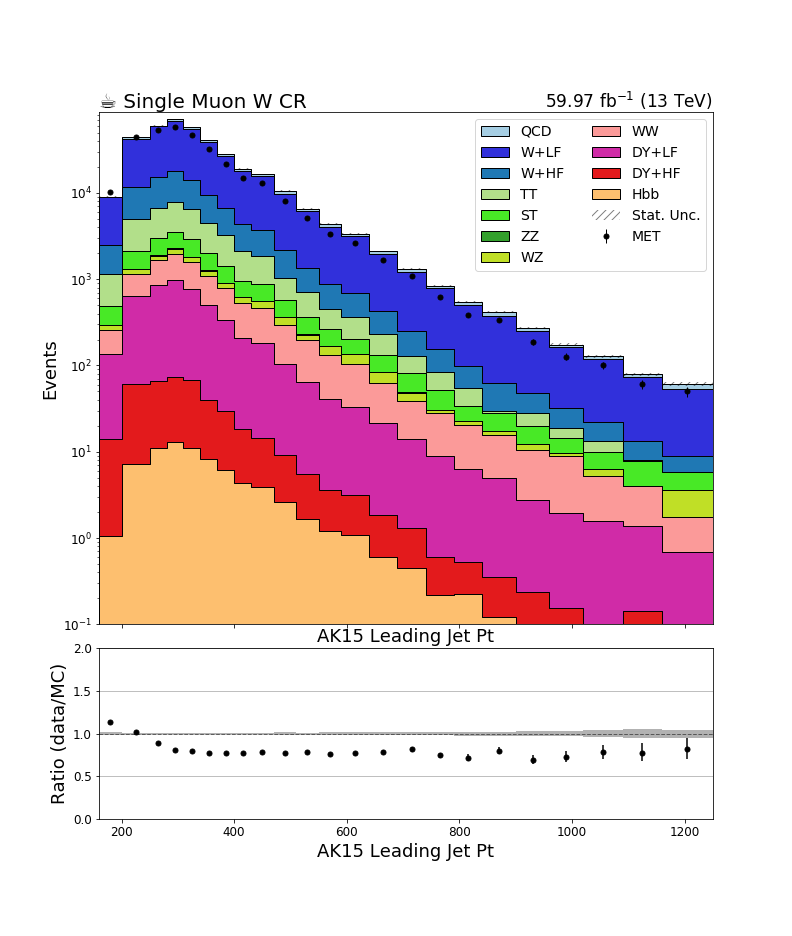 ☕ Single Muon W CR
59.97 fb⁻¹ (13 TeV)
QCD
W+LF
W+HF
TT
ST
ZZ
WZ
WW
DY+LF
DY+HF
Hbb
Stat. Unc.
MET
Events
10⁴
10³
10²
10¹
10⁰
10⁻¹
AK15 Leading Jet Pt
Ratio (data/MC)
2.0
1.5
1.0
0.5
0.0
200 400 600 800 1000 1200
AK15 Leading Jet Pt